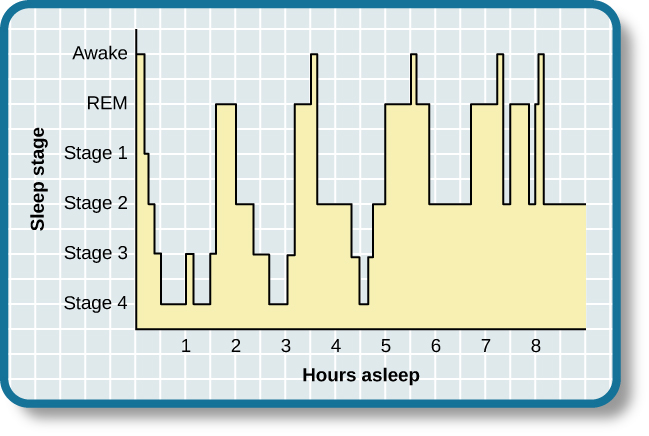 Awake
REM
Stage 1
Stage 2
Stage 3
Stage 4
Sleep stage
1 2 3 4 5 6 7 8
Hours asleep